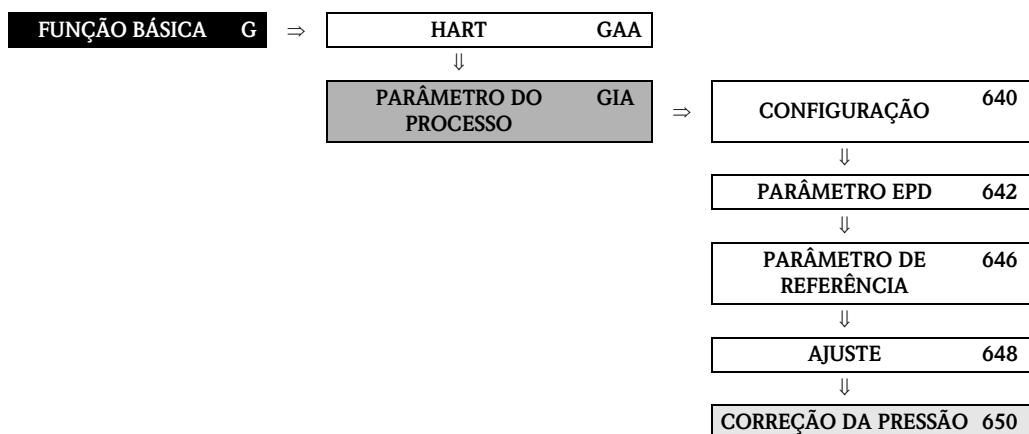 FUNÇÃO BÁSICA G ⇒ HART GAA
⇓
PARÂMETRO DO PROCESSO GIA ⇒ CONFIGURAÇÃO 640
⇓
PARÂMETRO EPD 642
⇓
PARÂMETRO DE REFERÊNCIA 646
⇓
AJUSTE 648
⇓
CORREÇÃO DA PRESSÃO 650